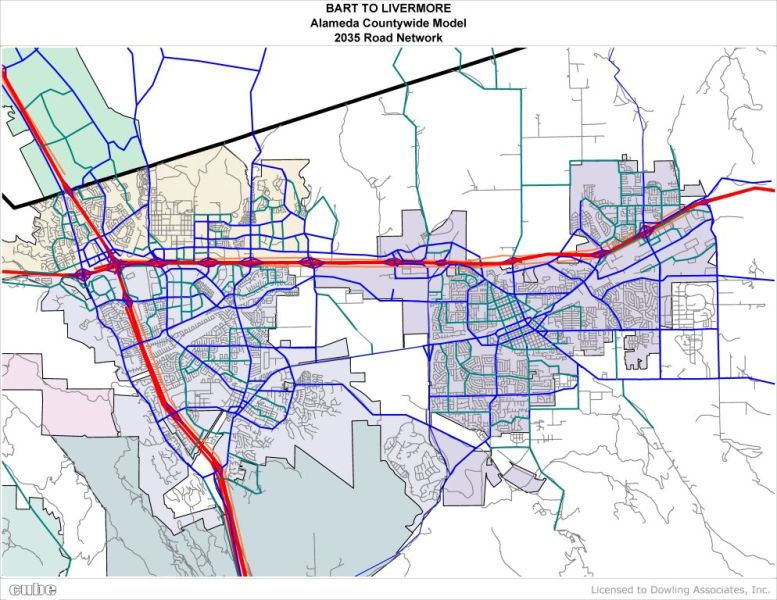 BART TO LIVERMORE
Alameda Countywide Model
2035 Road Network
cube
Licensed to Dowling Associates, Inc.